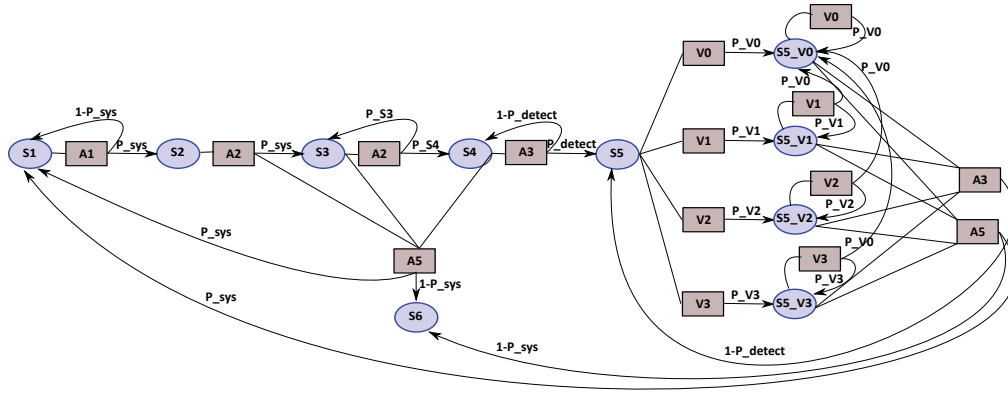 V0
P_V0
V0
P_V0
S5_V0
P_V0
P_V0
1-P_sys
P_S3
1-P_detect
V1
P_V1
S1
A1
P_sys
S2
A2
P_sys
S3
A2
P_S4
S4
A3
P_detect
S5
V1
P_V1
S5_V1
V2
P_V2
A3
V2
P_V2
S5_V2
P_sys
A5
P_V0
A5
V3
P_V3
1-P_sys
V3
P_V3
S5_V3
P_sys
S6
1-P_sys
1-P_detect